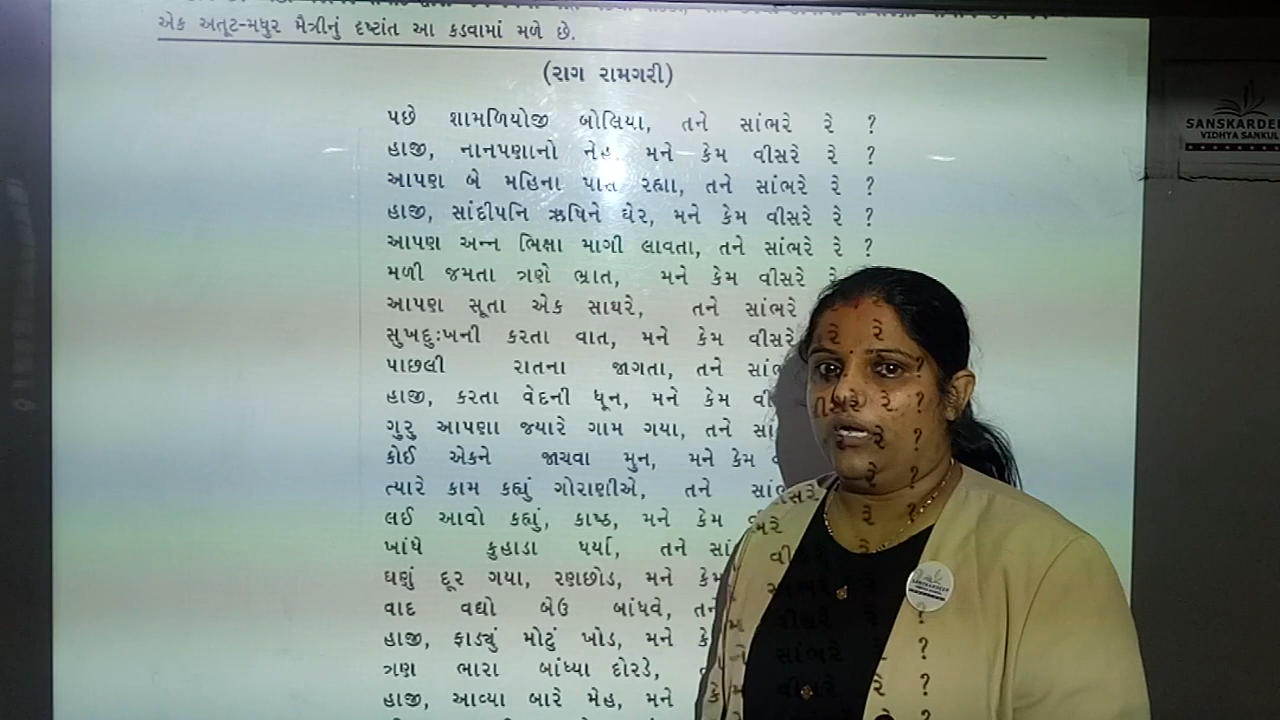 એક અતૂટ-મધુર મૈત્રીનું દૃષ્ટાંત આ કડવામાં મળે છે.
(રાગ રામગરી)
પછે શામળિયોજી બોલિયા, તને સાંભરે રે ?
હાજી, નાનપણાનો નેહ, મને કેમ વીસરે રે ?
આપણ બે મહિના પાસે રહ્યા, તને સાંભરે રે ?
હાજી, સાંદીપનિ ઋષિને ઘેર, મને કેમ વીસરે રે ?
આપણ અન્ન ભિક્ષા માગી લાવતા, તને સાંભરે રે ?
મળી જમતા ત્રણે ભ્રાત, મને કેમ વીસરે રે
આપણ સૂતા એક સાથરે, તને સાંભરે રે ?
સુખદુઃખની કરતા વાત, મને કેમ વીસરે રે ?
પાછલી રાતના જાગતા, તને
હાજી, કરતા વેદની ધૂન, મને કેમ રે ?
ગુરુ આપણા જ્યારે ગામ ગયા, તને રે ?
કોઈ એકને જાચવા મુન, મને કેમ રે ?
ત્યારે કામ કહ્યું ગોરાણીએ, તને રે ?
લઈ આવો કહ્યું, કાષ્ઠ, મને કેમ
ખાંધે કુહાડા ધર્યા, તને
ઘણું દૂર ગયા, રણછોડ, મને કેમ
વાદ વદ્યો બેઉ બાંધવે, ?
હાજી, ફાડ્યું મોટું ખોડ, મને સાંભરે ?
ત્રણ ભારા બાંધ્યા દોરડે, રે ?
હાજી, આવ્યા બારે મેહ, મને
SANSKARDEEP
VIDHYA SANKUL
SANSKARDEEP